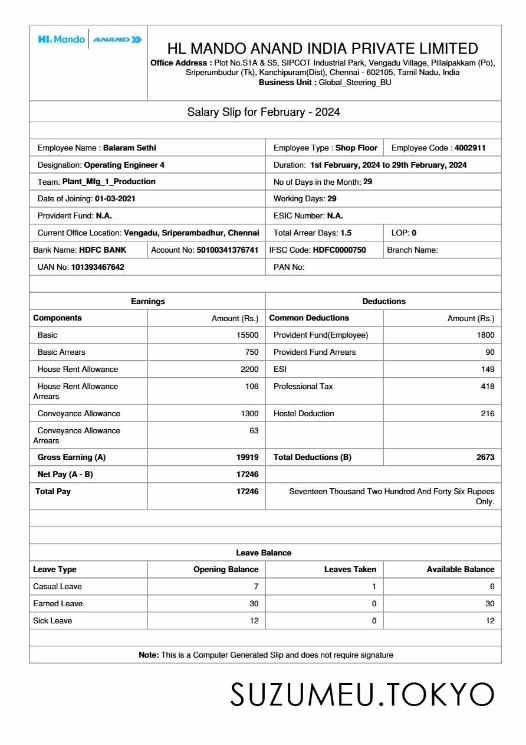 HL Mando ANAND
HL MANDO ANAND INDIA PRIVATE LIMITED
Office Address : Plot No.S1A & S5, SIPCOT Industrial Park, Vengadu Village, Pillaipakkam (Po),
Sriperumbudur (Tk), Kanchipuram(Dist), Chennai - 602105, Tamil Nadu, India
Business Unit : Global_Steering_BU
Salary Slip for February - 2024
Employee Name : Balaram Sethi Employee Type : Shop Floor Employee Code : 4002911
Designation: Operating Engineer 4 Duration: 1st February, 2024 to 29th February, 2024
Team: Plant_Mfg_1_Production No of Days in the Month: 29
Date of Joining: 01-03-2021 Working Days: 29
Provident Fund: N.A. ESIC Number: N.A.
Current Office Location: Vengadu, Sriperambadhur, Chennai Total Arrear Days: 1.5 LOP: 0
Bank Name: HDFC BANK Account No: 50100341376741 IFSC Code: HDFC0000750 Branch Name:
UAN No: 101393467642 PAN No:
Earnings Deductions
Components Amount (Rs.) Common Deductions Amount (Rs.)
Basic 15500 Provident Fund(Employee) 1800
Basic Arrears 750 Provident Fund Arrears 90
House Rent Allowance 2200 ESI 149
House Rent Allowance 106 Professional Tax 418
Arrears
Conveyance Allowance 1300 Hostel Deduction 216
Conveyance Allowance 63
Arrears
Gross Earning (A) 19919 Total Deductions (B) 2673
Net Pay (A - B) 17246
Total Pay 17246 Seventeen Thousand Two Hundred And Forty Six Rupees
Only.
Leave Balance
Leave Type Opening Balance Leaves Taken Available Balance
Casual Leave 7 1 6
Earned Leave 30 0 30
Sick Leave 12 0 12
Note: This is a Computer Generated Slip and does not require signature
SUZUMEU.TOKYO